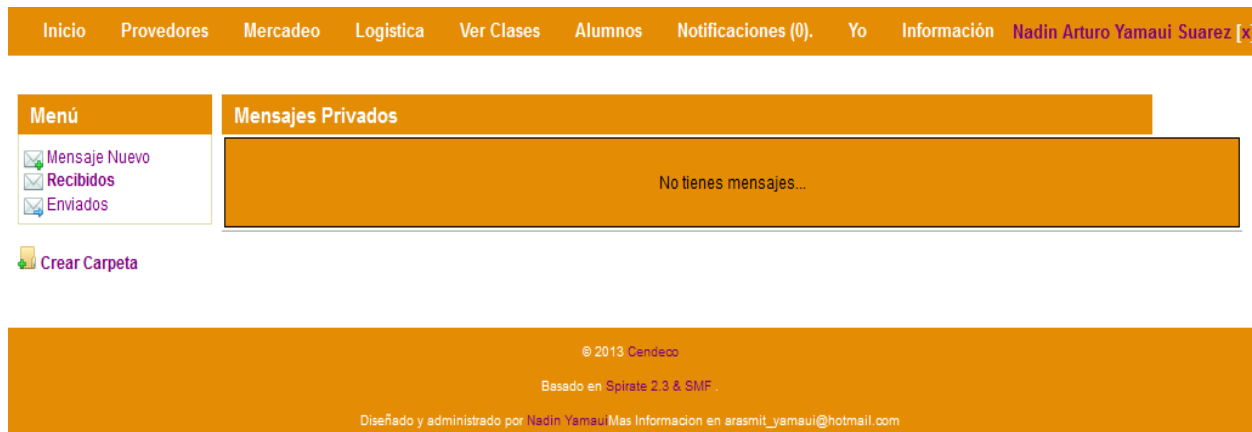 Inicio Provedores Mercadeo Logistica Ver Clases Alumnos Notificaciones (0). Yo Información Nadin Arturo Yamaui Suarez [x]
Menú
Mensaje Nuevo
Recibidos
Enviados
Crear Carpeta
Mensajes Privados
No tienes mensajes...
© 2013 Cendeco
Basado en Spirate 2.3 & SMF .
Diseñado y administrado por Nadin YamauiMas Informacion en arasmit_yamaui@hotmail.com